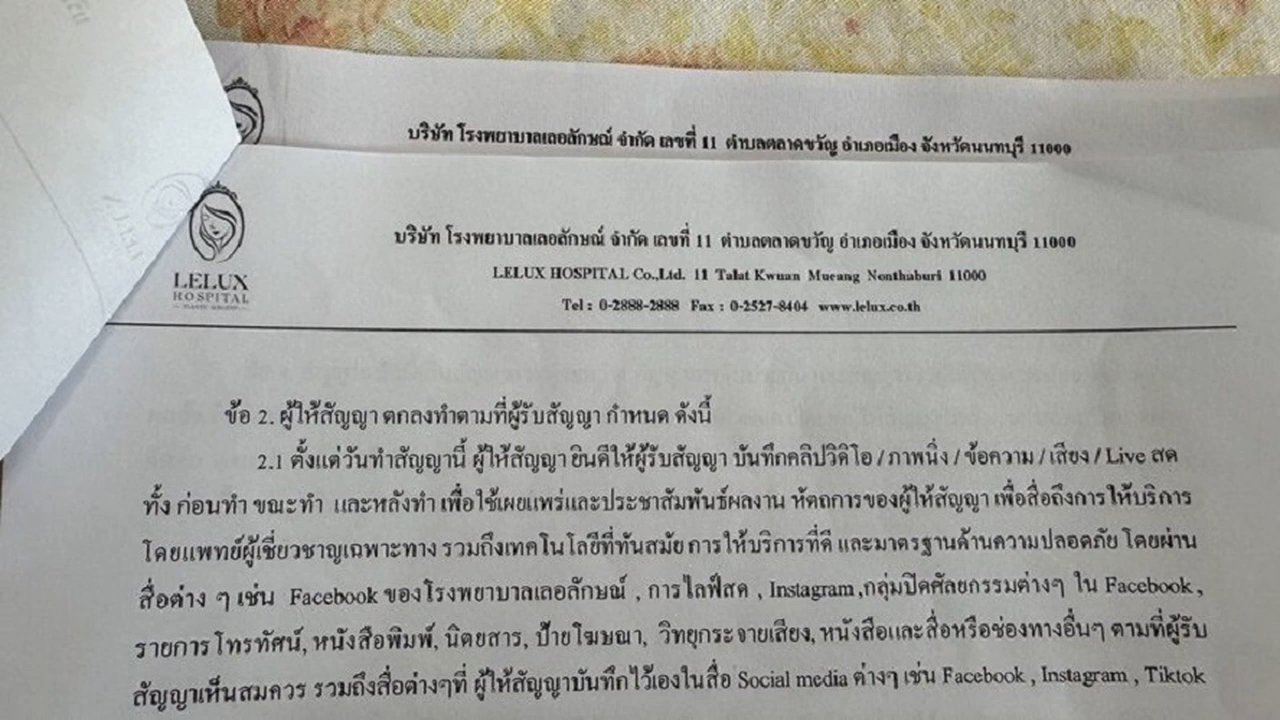 บริษัท โรงพยาบาลเลอลักษณ์ จำกัด เลขที่ 11 ตำบลตลาดขวัญ อำเภอเมือง จังหวัดนนทบุรี 11000
บริษัท โรงพยาบาลเลอลักษณ์ จำกัด เลขที่ 11 ตำบลตลาดขวัญ อำเภอเมือง จังหวัดนนทบุรี 11000
LELUX HOSPITAL Co.,Ltd. 11 Talat Kwuan Mueang Nonthaburi 11000
Tel : 0-2888-2888 Fax : 0-2527-8404 www.lelux.co.th
LELUX
HOSPITAL
ข้อ 2. ผู้ให้สัญญา ตกลงทำตามที่ผู้รับสัญญา กำหนด ดังนี้
2.1 ตั้งแต่วันทำสัญญานี้ ผู้ให้สัญญา ยินดีให้ผู้รับสัญญา บันทึกคลิปวิดิโอ / ภาพนิ่ง / ข้อความ / เสียง / Live สด
ทั้ง ก่อนทำ ขณะทำ และหลังทำ เพื่อใช้เผยแพร่และประชาสัมพันธ์ผลงาน หัตถการของผู้ให้สัญญา เพื่อสื่อถึงการให้บริการ
โดยแพทย์ผู้เชี่ยวชาญเฉพาะทาง รวมถึงเทคโนโลยีที่ทันสมัย การให้บริการที่ดี และมาตรฐานด้านความปลอดภัย โดยผ่าน
สื่อต่าง ๆ เช่น Facebook ของโรงพยาบาลเลอลักษณ์ , การไลฟ์สด , Instagram ,กลุ่มปิดศัลยกรรมต่างๆ ใน Facebook ,
รายการโทรทัศน์, หนังสือพิมพ์, นิตยสาร, ป้ายโฆษณา, วิทยุกระจายเสียง, หนังสือและสื่อหรือช่องทางอื่นๆ ตามที่ผู้รับ
สัญญาเห็นสมควร รวมถึงสื่อต่างๆที่ ผู้ให้สัญญาบันทึกไว้เองในสื่อ Social media ต่างๆ เช่น Facebook , Instagram , Tiktok